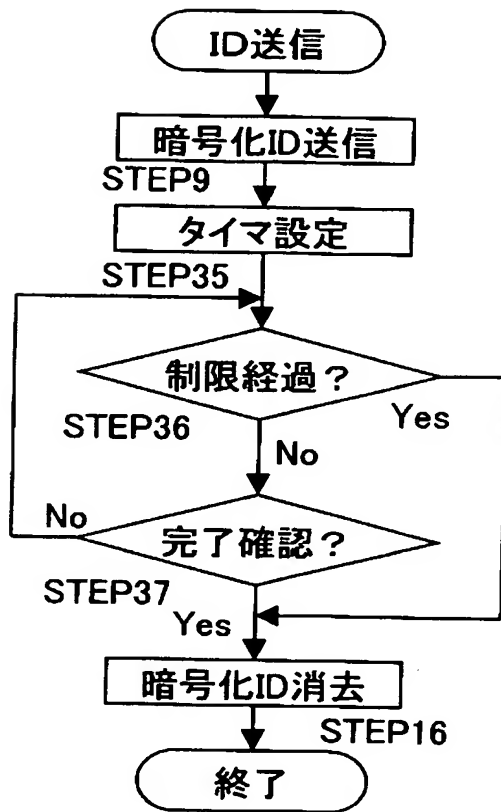 ID送信
暗号化ID送信
STEP9
タイマ設定
STEP35
制限経過?
STEP36
Yes
No
No
完了確認?
STEP37
Yes
暗号化ID消去
STEP16
終了